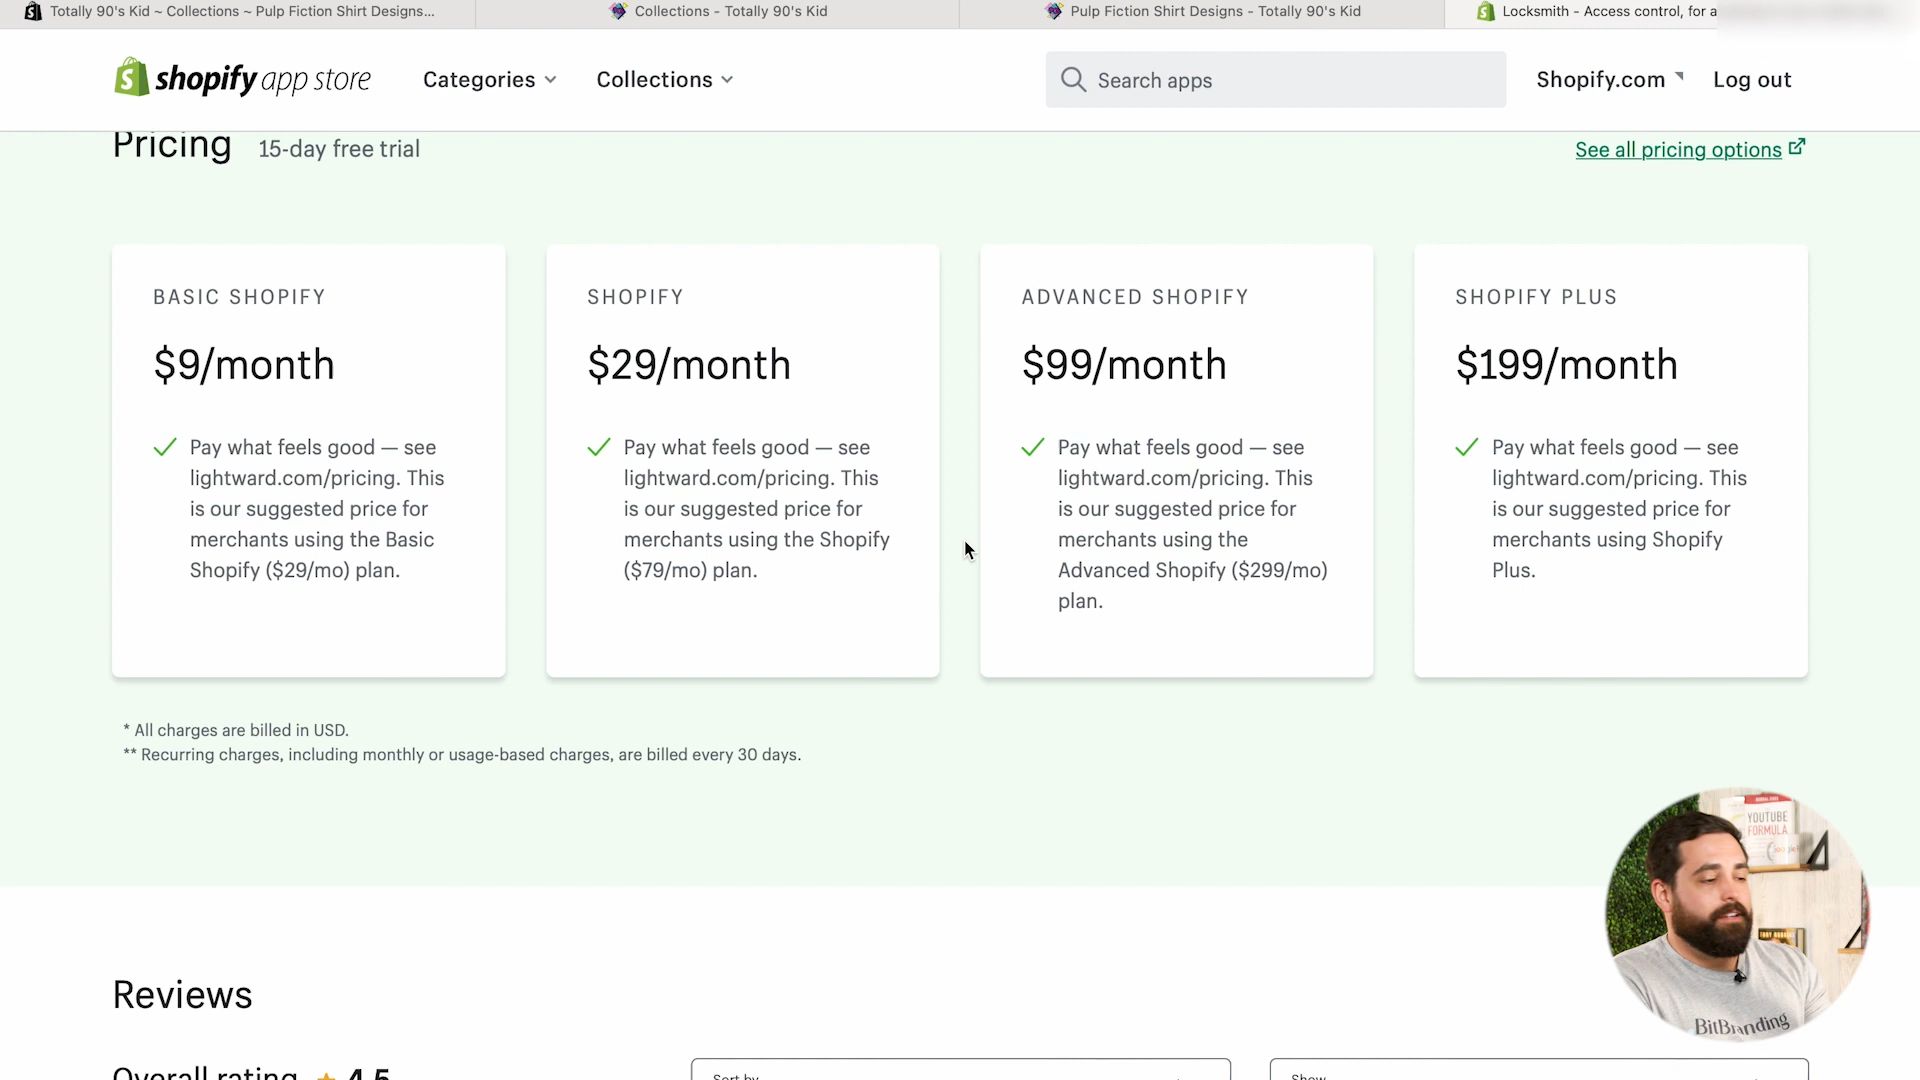 Totally 90's Kid ~ Collections ~ Pulp Fiction Shirt Designs...
Collections - Totally 90's Kid
Pulp Fiction Shirt Designs - Totally 90's Kid
Locksmith - Access control, for a
shopify app store
Categories
Collections
Search apps
Shopify.com
Log out
Pricing
15-day free trial
See all pricing options
BASIC SHOPIFY
$9/month
Pay what feels good — see
lightward.com/pricing. This
is our suggested price for
merchants using the Basic
Shopify ($29/mo) plan.
SHOPIFY
$29/month
Pay what feels good — see
lightward.com/pricing. This
is our suggested price for
merchants using the Shopify
($79/mo) plan.
ADVANCED SHOPIFY
$99/month
Pay what feels good — see
lightward.com/pricing. This
is our suggested price for
merchants using the
Advanced Shopify ($299/mo)
plan.
SHOPIFY PLUS
$199/month
Pay what feels good — see
lightward.com/pricing. This
is our suggested price for
merchants using Shopify
Plus.
* All charges are billed in USD.
** Recurring charges, including monthly or usage-based charges, are billed every 30 days.
YOUTUBE
FORMULA
BitBranding
Reviews
Overall rating 4.5
Sort by
Show